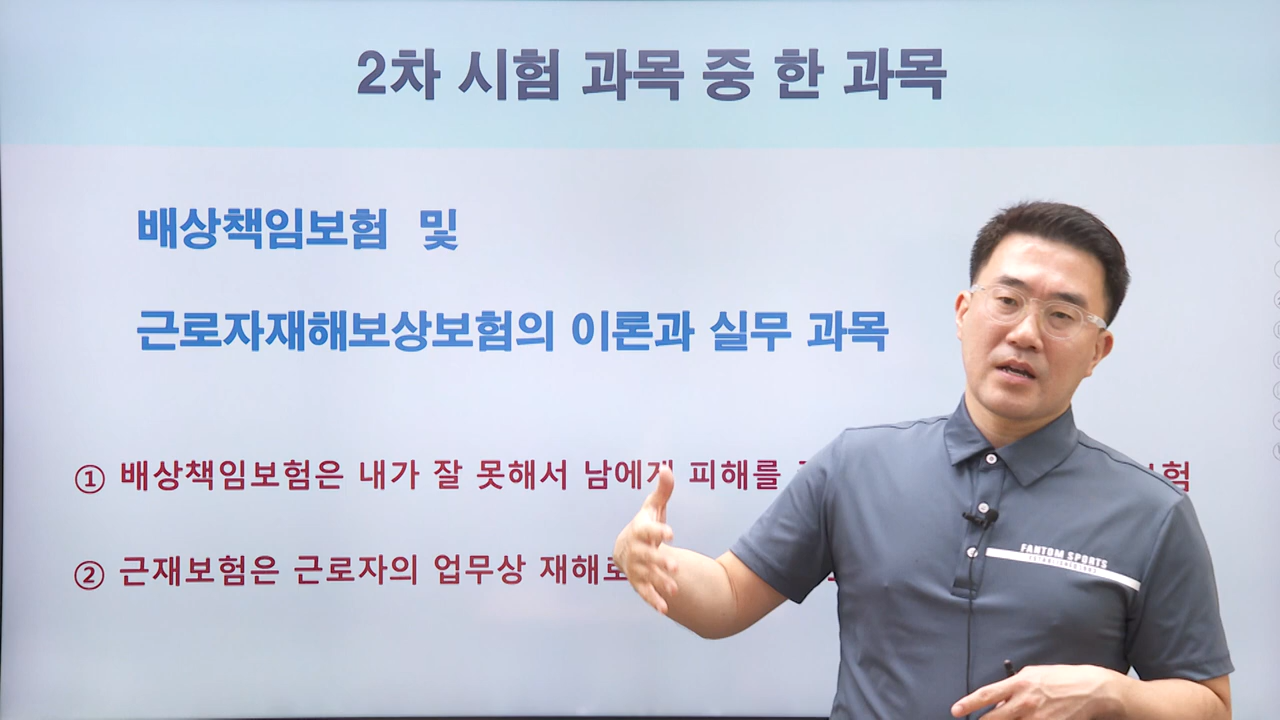 2차 시험 과목 중 한 과목
배상책임보험 및
근로자재해보상보험의 이론과 실무 과목
① 배상책임보험은 내가 잘 못해서 남에게 피해를
② 근재보험은 근로자의 업무상 재해로
FANTOM SPORTS